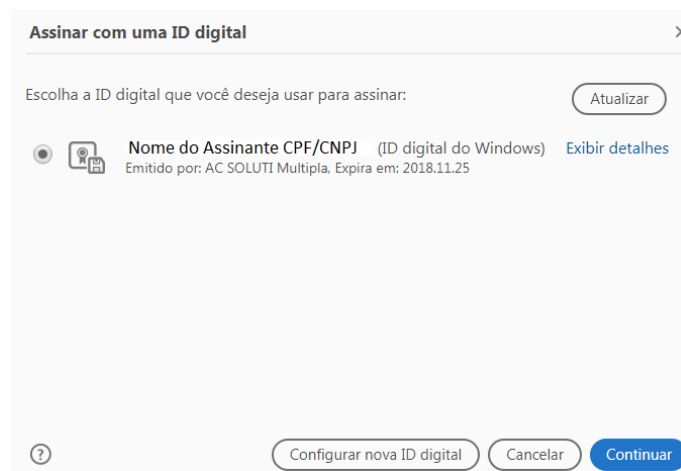 Assinar com uma ID digital
Escolha a ID digital que você deseja usar para assinar:
Atualizar
Nome do Assinante CPF/CNPJ (ID digital do Windows) Exibir detalhes
Emitido por: AC SOLUTI Multipla, Expira em: 2018.11.25
? Configurar nova ID digital Cancelar Continuar